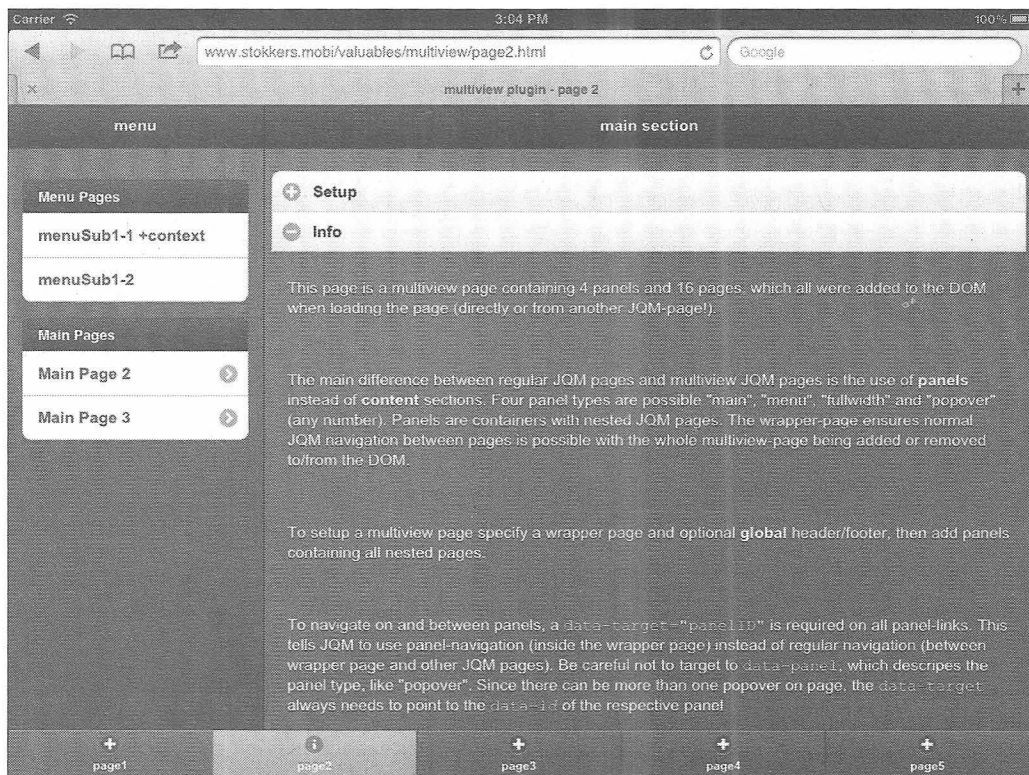 Carrier 3:04 PM 100%
www.stokkers.mobi/valuables/multiview/page2.html Google
multiview plugin - page 2
menu main section
Menu Pages
menuSub1-1 +context
menuSub1-2
Main Pages
Main Page 2
Main Page 3
Setup
Info
This page is a multiview page containing 4 panels and 16 pages, which all were added to the DOM
when loading the page (directly or from another JQM-page!).
The main difference between regular JQM pages and multiview JQM pages is the use of panels
instead of content sections. Four panel types are possible "main", "menu", "fullwidth" and "popover"
(any number). Panels are containers with nested JQM pages. The wrapper-page ensures normal
JQM navigation between pages is possible with the whole multiview-page being added or removed
to/from the DOM.
To setup a multiview page specify a wrapper page and optional global header/footer, then add panels
containing all nested pages.
To navigate on and between panels, a data-target="panelID" is required on all panel-links. This
tells JQM to use panel-navigation (inside the wrapper page) instead of regular navigation (between
wrapper page and other JQM pages). Be careful not to target to data-panel, which descripes the
panel type, like "popover". Since there can be more than one popover on page, the data-target
always needs to point to the data-id of the respective panel
page1 page2 page3 page4 page5